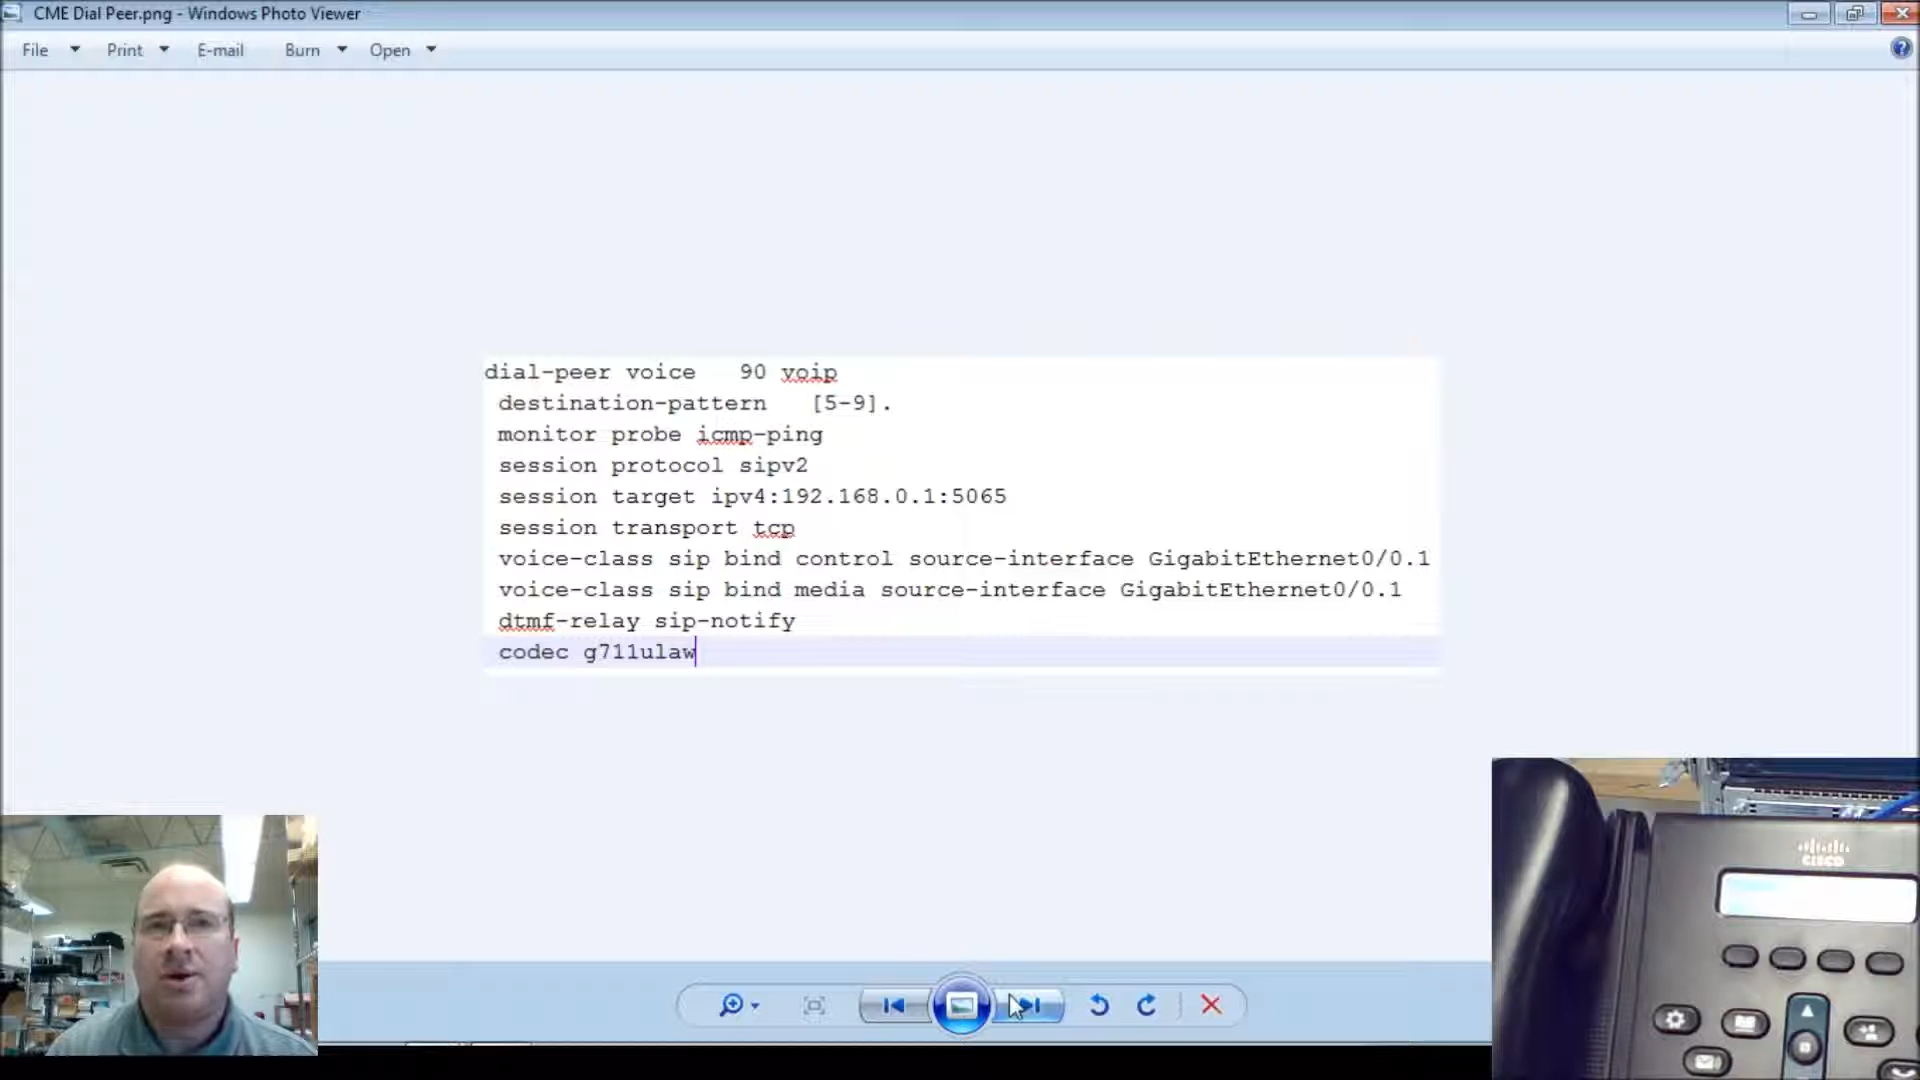 CME Dial Peer.png - Windows Photo Viewer
File Print E-mail Burn Open
dial-peer voice 90 voip
destination-pattern [5-9].
monitor probe icmp-ping
session protocol sipv2
session target ipv4:192.168.0.1:5065
session transport tcp
voice-class sip bind control source-interface GigabitEthernet0/0.1
voice-class sip bind media source-interface GigabitEthernet0/0.1
dtmf-relay sip-notify
codec g711ulaw
CISCO